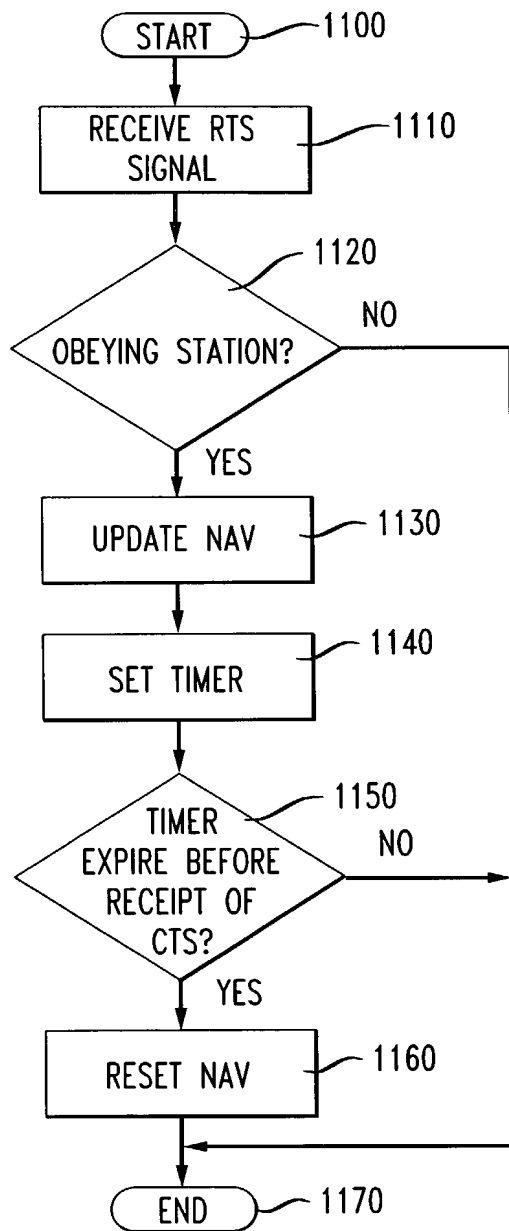 START
1100
RECEIVE RTS
SIGNAL
1110
1120
OBEYING STATION?
NO
YES
UPDATE NAV
1130
SET TIMER
1140
TIMER
EXPIRE BEFORE
RECEIPT OF
CTS?
1150
NO
YES
RESET NAV
1160
END
1170